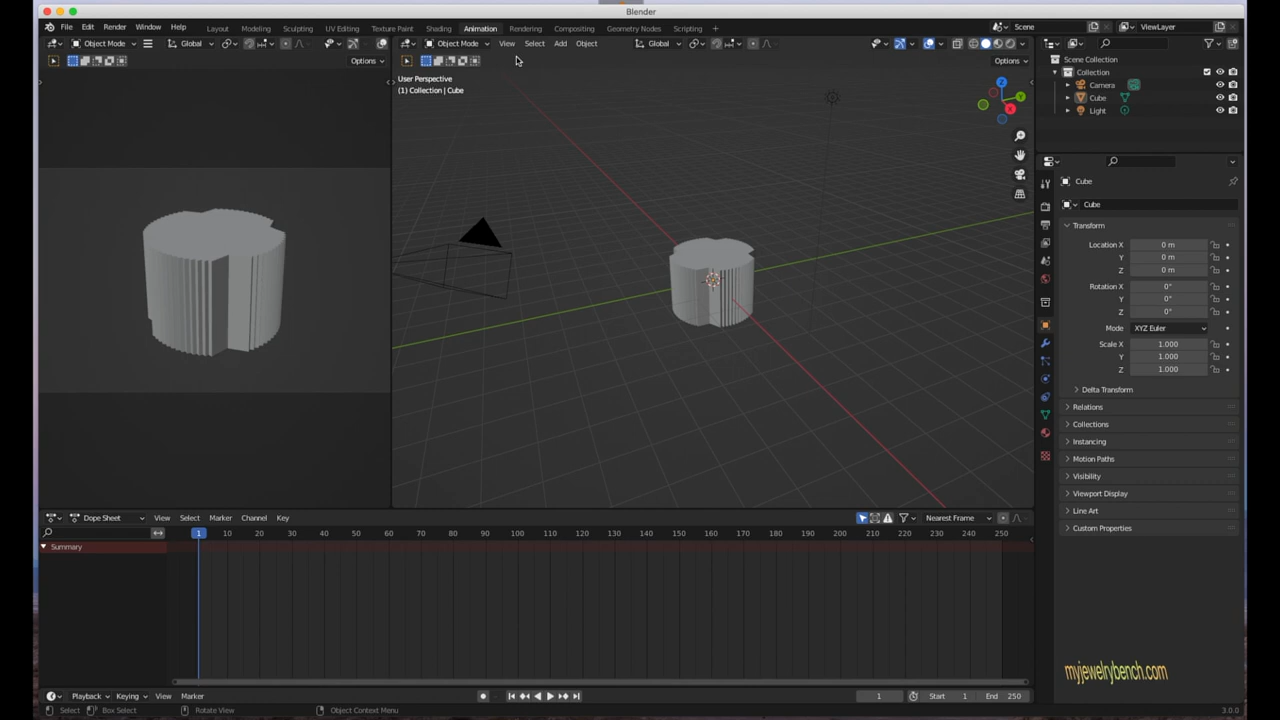 Blender
File Edit Render Window Help Layout Modeling Sculpting UV Editing Texture Paint Shading Animation Rendering Compositing Geometry Nodes Scripting + Scene ViewLayer
Object Mode Global Object Mode View Select Add Object Global
Options Options
User Perspective
(1) Collection | Cube
Z
Y
X
Scene Collection
Collection
Camera
Cube
Light
Cube
Cube
Transform
Location X 0 m
Y 0 m
Z 0 m
Rotation X 0°
Y 0°
Z 0°
Mode XYZ Euler
Scale X 1.000
Y 1.000
Z 1.000
Delta Transform
Relations
Collections
Instancing
Motion Paths
Visibility
Viewport Display
Line Art
Custom Properties
Dope Sheet View Select Marker Channel Key Nearest Frame
1 10 20 30 40 50 60 70 80 90 100 110 120 130 140 150 160 170 180 190 200 210 220 230 240 250
Summary
myjewelrybench.com
Playback Keying View Marker 1 Start 1 End 250
Select Box Select Rotate View Object Context Menu 3.0.0